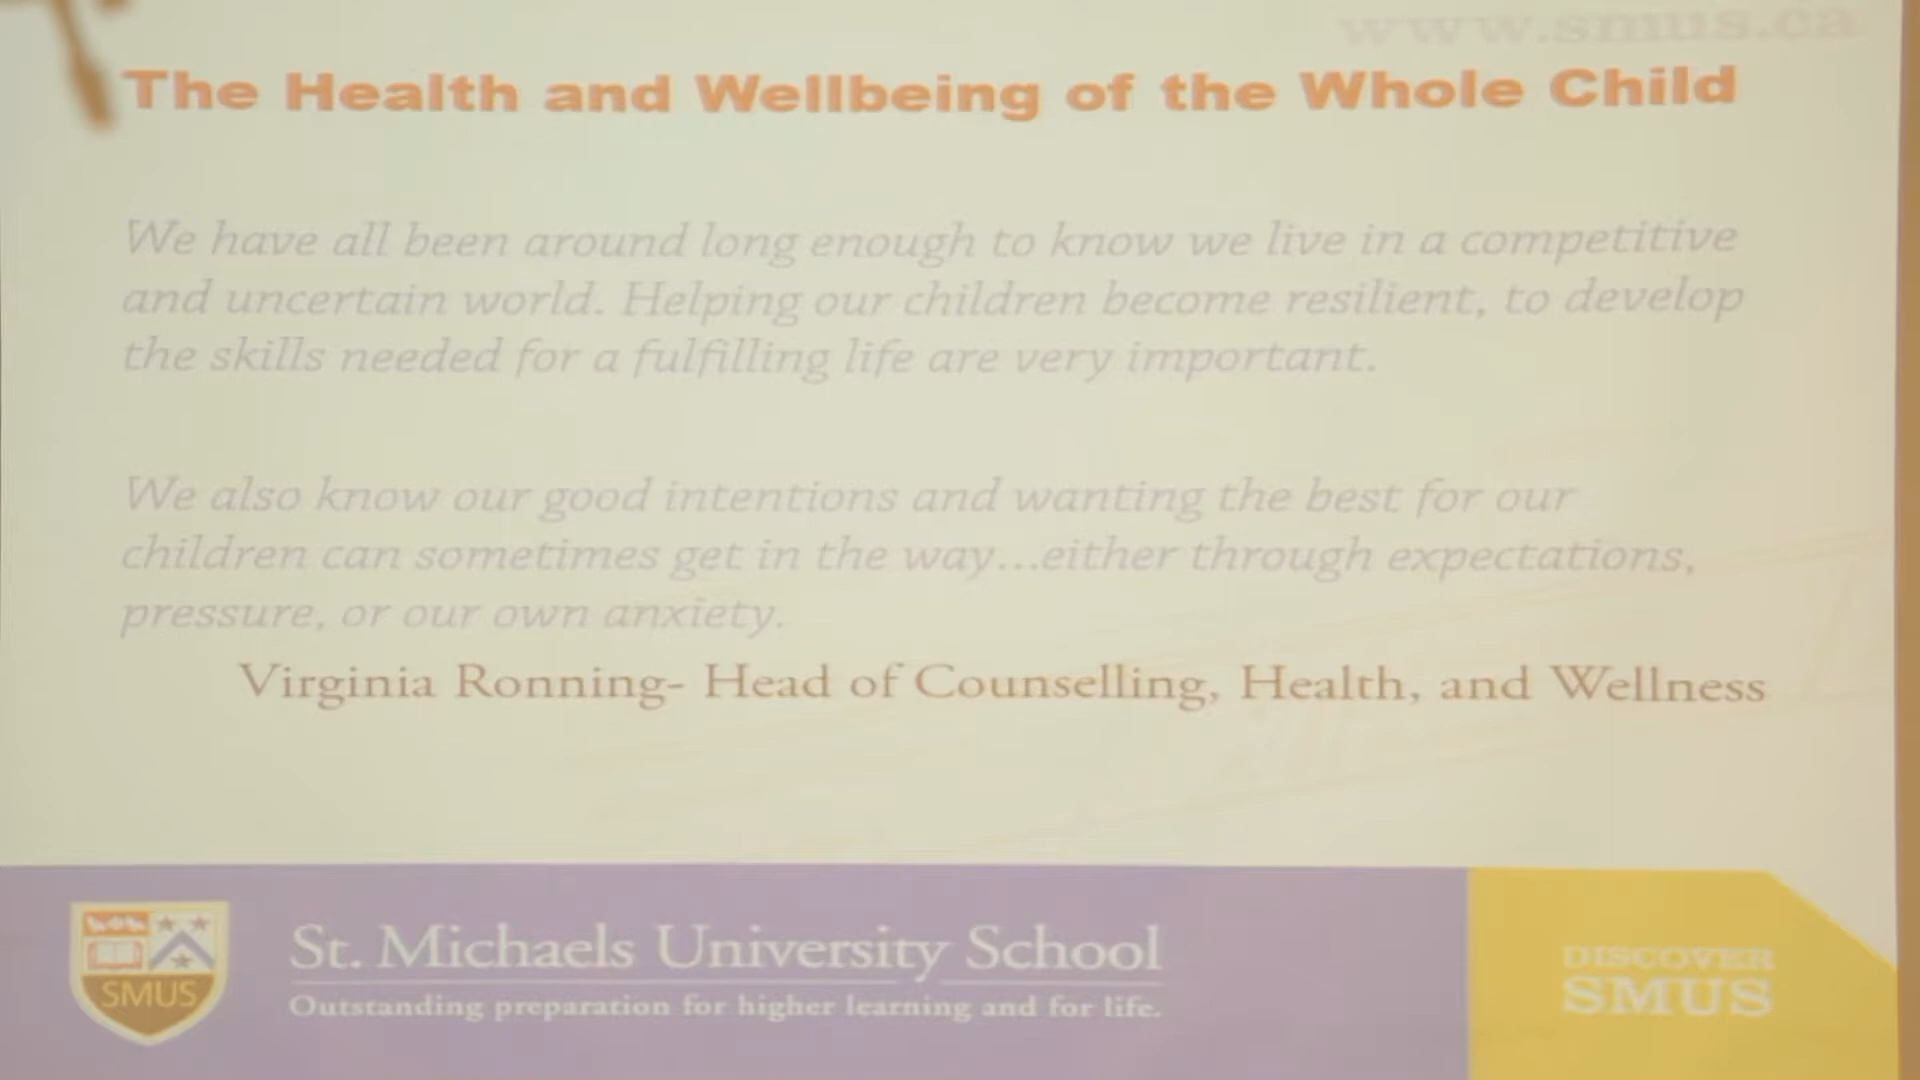 www.smus.ca
The Health and Wellbeing of the Whole Child
We have all been around long enough to know we live in a competitive
and uncertain world. Helping our children become resilient, to develop
the skills needed for a fulfilling life are very important.
We also know our good intentions and wanting the best for our
children can sometimes get in the way...either through expectations,
pressure, or our own anxiety.
Virginia Ronning- Head of Counselling, Health, and Wellness
SMUS
St. Michaels University School
Outstanding preparation for higher learning and for life.
DISCOVER
SMUS